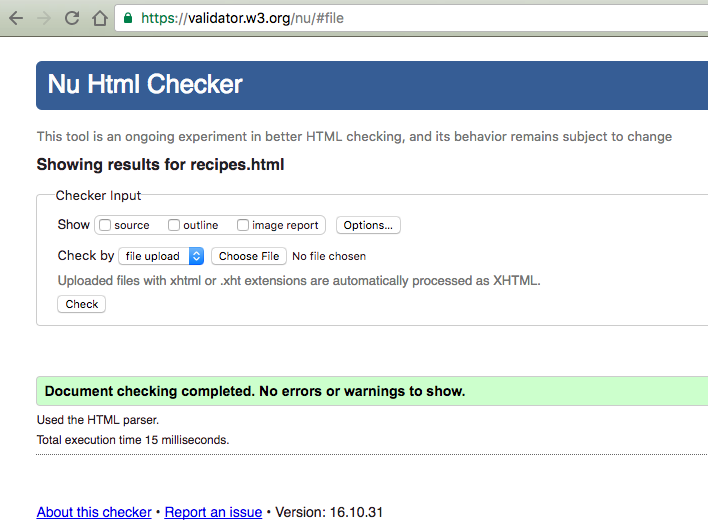 https://validator.w3.org/nu/#file
Nu Html Checker
This tool is an ongoing experiment in better HTML checking, and its behavior remains subject to change
Showing results for recipes.html
Checker Input
Show source outline image report Options...
Check by file upload Choose File No file chosen
Uploaded files with xhtml or .xht extensions are automatically processed as XHTML.
Check
Document checking completed. No errors or warnings to show.
Used the HTML parser.
Total execution time 15 milliseconds.
About this checker • Report an issue • Version: 16.10.31